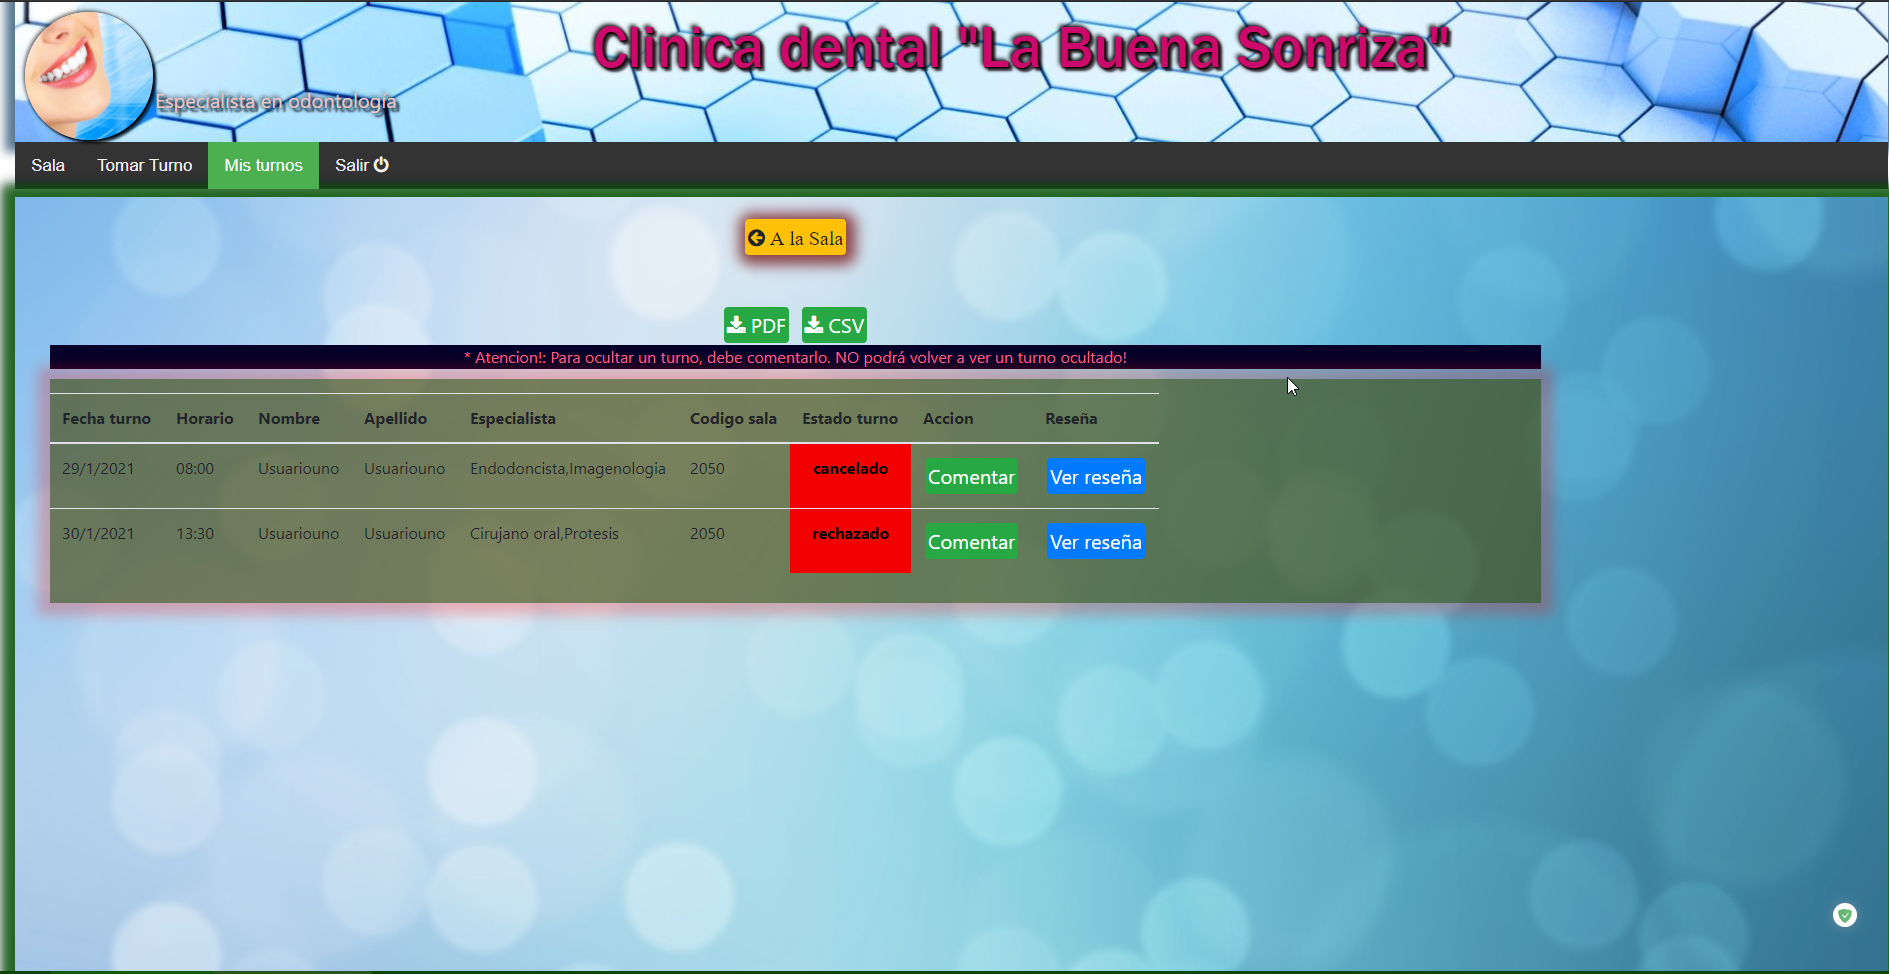 Clinica dental "La Buena Sonriza"
Especialista en odontología
Sala Tomar Turno Mis turnos Salir
A la Sala
PDF CSV
* Atencion!: Para ocultar un turno, debe comentarlo. NO podrá volver a ver un turno ocultado!
Fecha turno Horario Nombre Apellido Especialista Codigo sala Estado turno Accion Reseña
29/1/2021 08:00 Usuariouno Usuariouno Endodoncista,Imagenologia 2050 cancelado Comentar Ver reseña
30/1/2021 13:30 Usuariouno Usuariouno Cirujano oral,Protesis 2050 rechazado Comentar Ver reseña